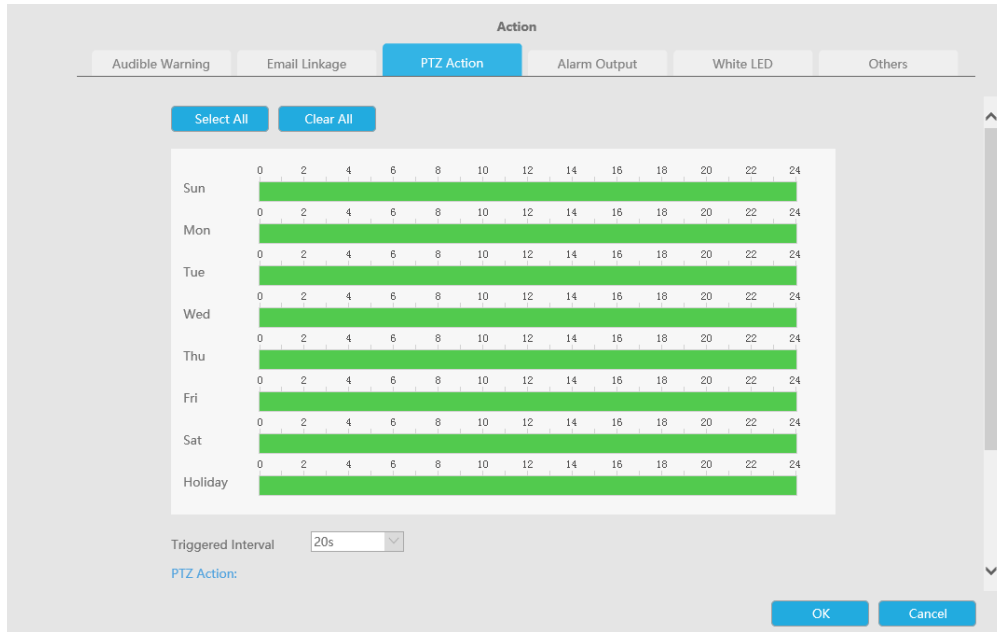 Action
Audible Warning Email Linkage PTZ Action Alarm Output White LED Others
Select All Clear All
0 2 4 6 8 10 12 14 16 18 20 22 24
Sun
0 2 4 6 8 10 12 14 16 18 20 22 24
Mon
0 2 4 6 8 10 12 14 16 18 20 22 24
Tue
0 2 4 6 8 10 12 14 16 18 20 22 24
Wed
0 2 4 6 8 10 12 14 16 18 20 22 24
Thu
0 2 4 6 8 10 12 14 16 18 20 22 24
Fri
0 2 4 6 8 10 12 14 16 18 20 22 24
Sat
0 2 4 6 8 10 12 14 16 18 20 22 24
Holiday
Triggered Interval 20s
PTZ Action:
OK Cancel